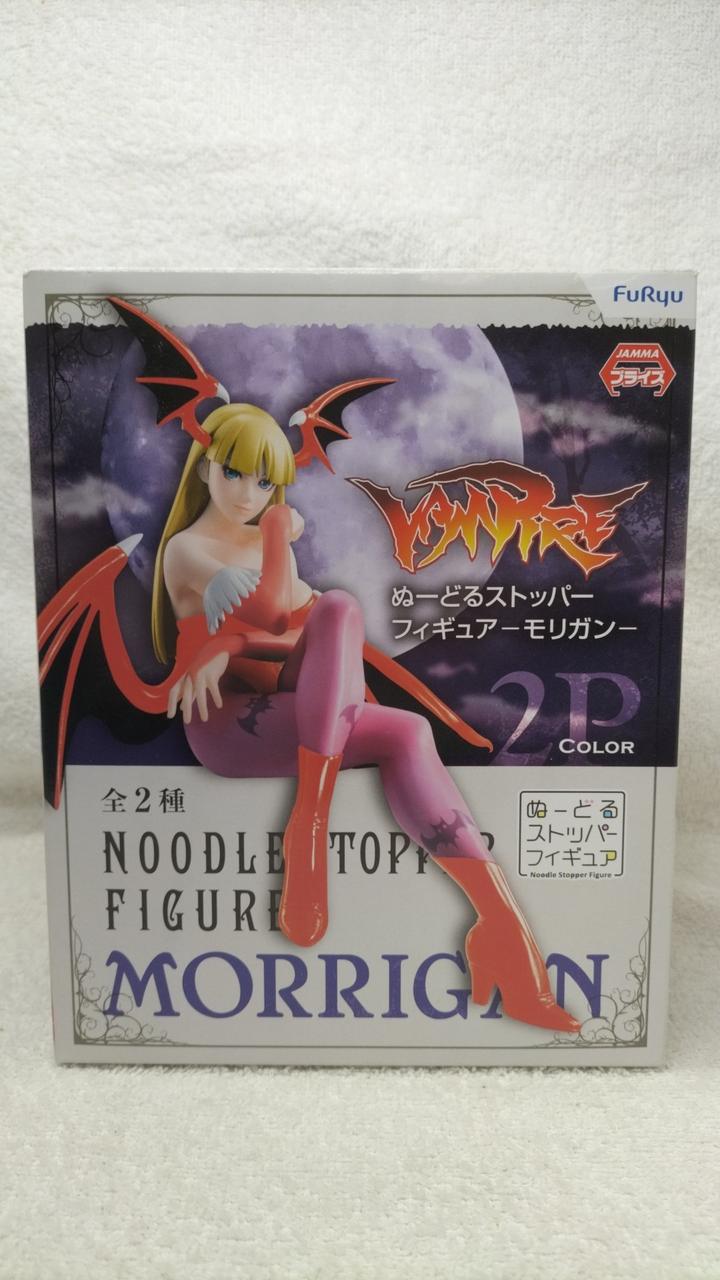 FuRyu
JAMMA
プライズ
VAMPIRE
ぬーどるストッパー
フィギュアーモリガンー
2P
COLOR
全2種
NOODLE STOPPER
FIGURE
ぬーどる
ストッパー
フィギュア
Noodle Stopper Figure
MORRIGAN